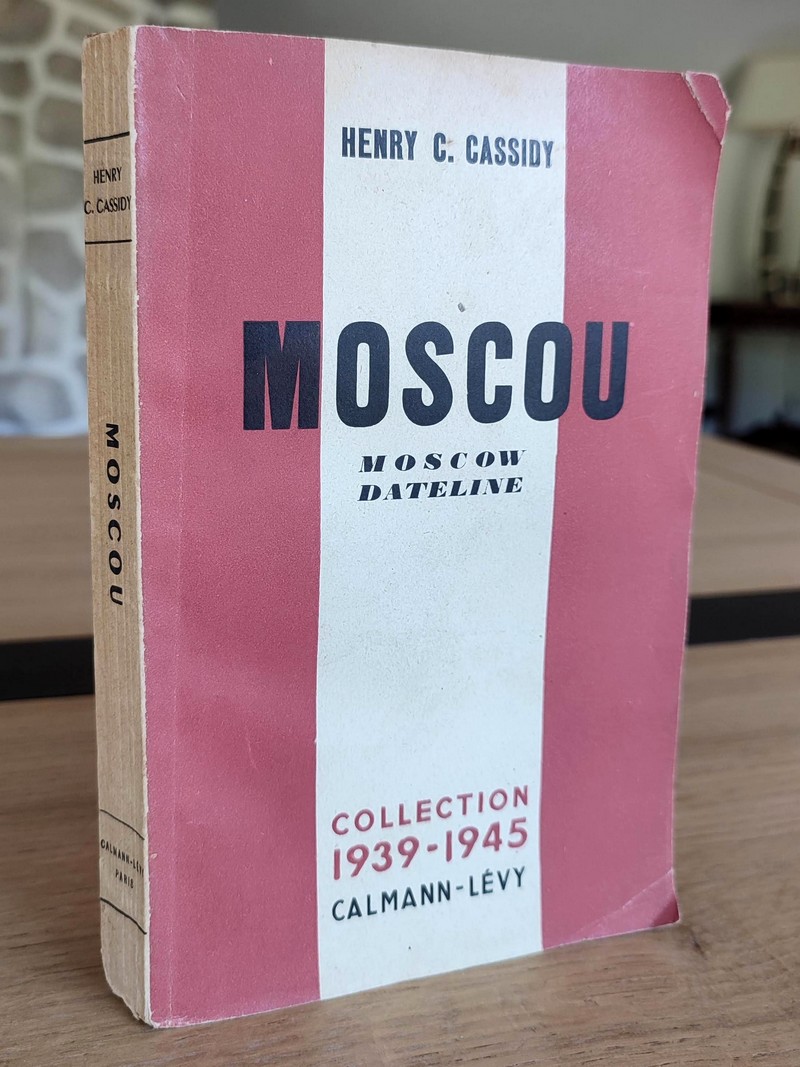 HENRY C. CASSIDY
MOSCOU
MOSCOW
DATELINE
COLLECTION
1939-1945
CALMANN-LÉVY
HENRY
C. CASSIDY
MOSCOU
CALMANN-LÉVY
PARIS